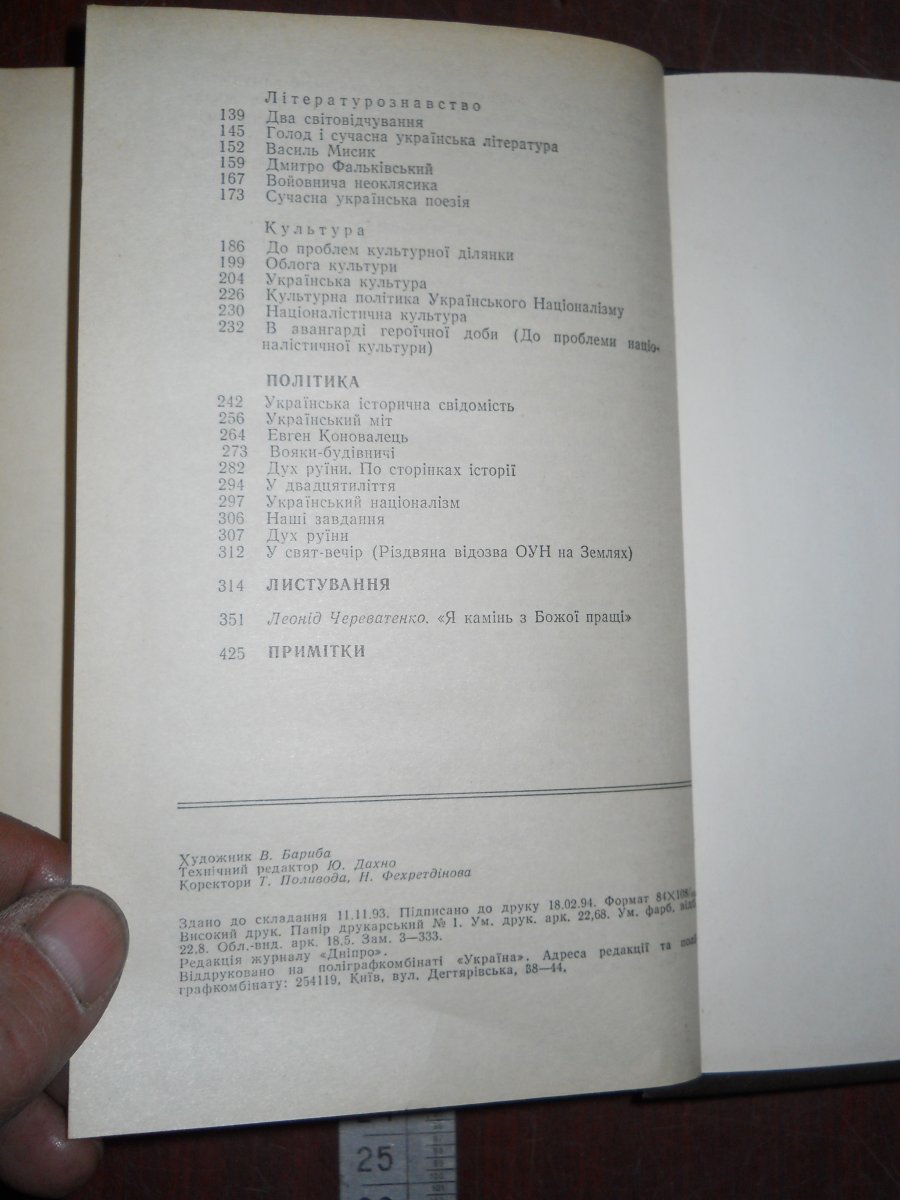 Літературознавство
139 Два світовідчування
145 Голод і сучасна українська література
152 Василь Мисик
159 Дмитро Фальківський
167 Войовнича неоклясика
173 Сучасна українська поезія
Культура
186 До проблем культурної ділянки
199 Облога культури
204 Українська культура
226 Культурна політика Українського Націоналізму
230 Націоналістична культура
232 В авангарді героїчної доби (До проблеми націо-
налістичної культури)
ПОЛІТИКА
242 Українська історична свідомість
256 Український міт
264 Евген Коновалець
273 Вояки-будівничі
282 Дух руїни. По сторінках історії
294 У двадцятиліття
297 Український націоналізм
306 Наші завдання
307 Дух руїни
312 У свят-вечір (Різдвяна відозва ОУН на Землях)
314 ЛИСТУВАННЯ
351 Леонід Череватенко. «Я камінь з Божої пращі»
425 ПРИМІТКИ
Художник В. Бариба
Технічний редактор Ю. Дахно
Коректори Т. Поливода, Н. Фехретдінова
Здано до складання 11.11.93. Підписано до друку 18.02.94. Формат 84Х108
Високий друк. Папір друкарський № 1. Ум. друк. арк. 22,68. Ум. фарб. відб
22,8. Обл.-вид. арк. 18,5. Зам. 3—333.
Редакція журналу «Дніпро».
Віддруковано на поліграфкомбінаті «Україна». Адреса редакції та полі
графкомбінату: 254119, Київ, вул. Дегтярівська, 38—44.
25